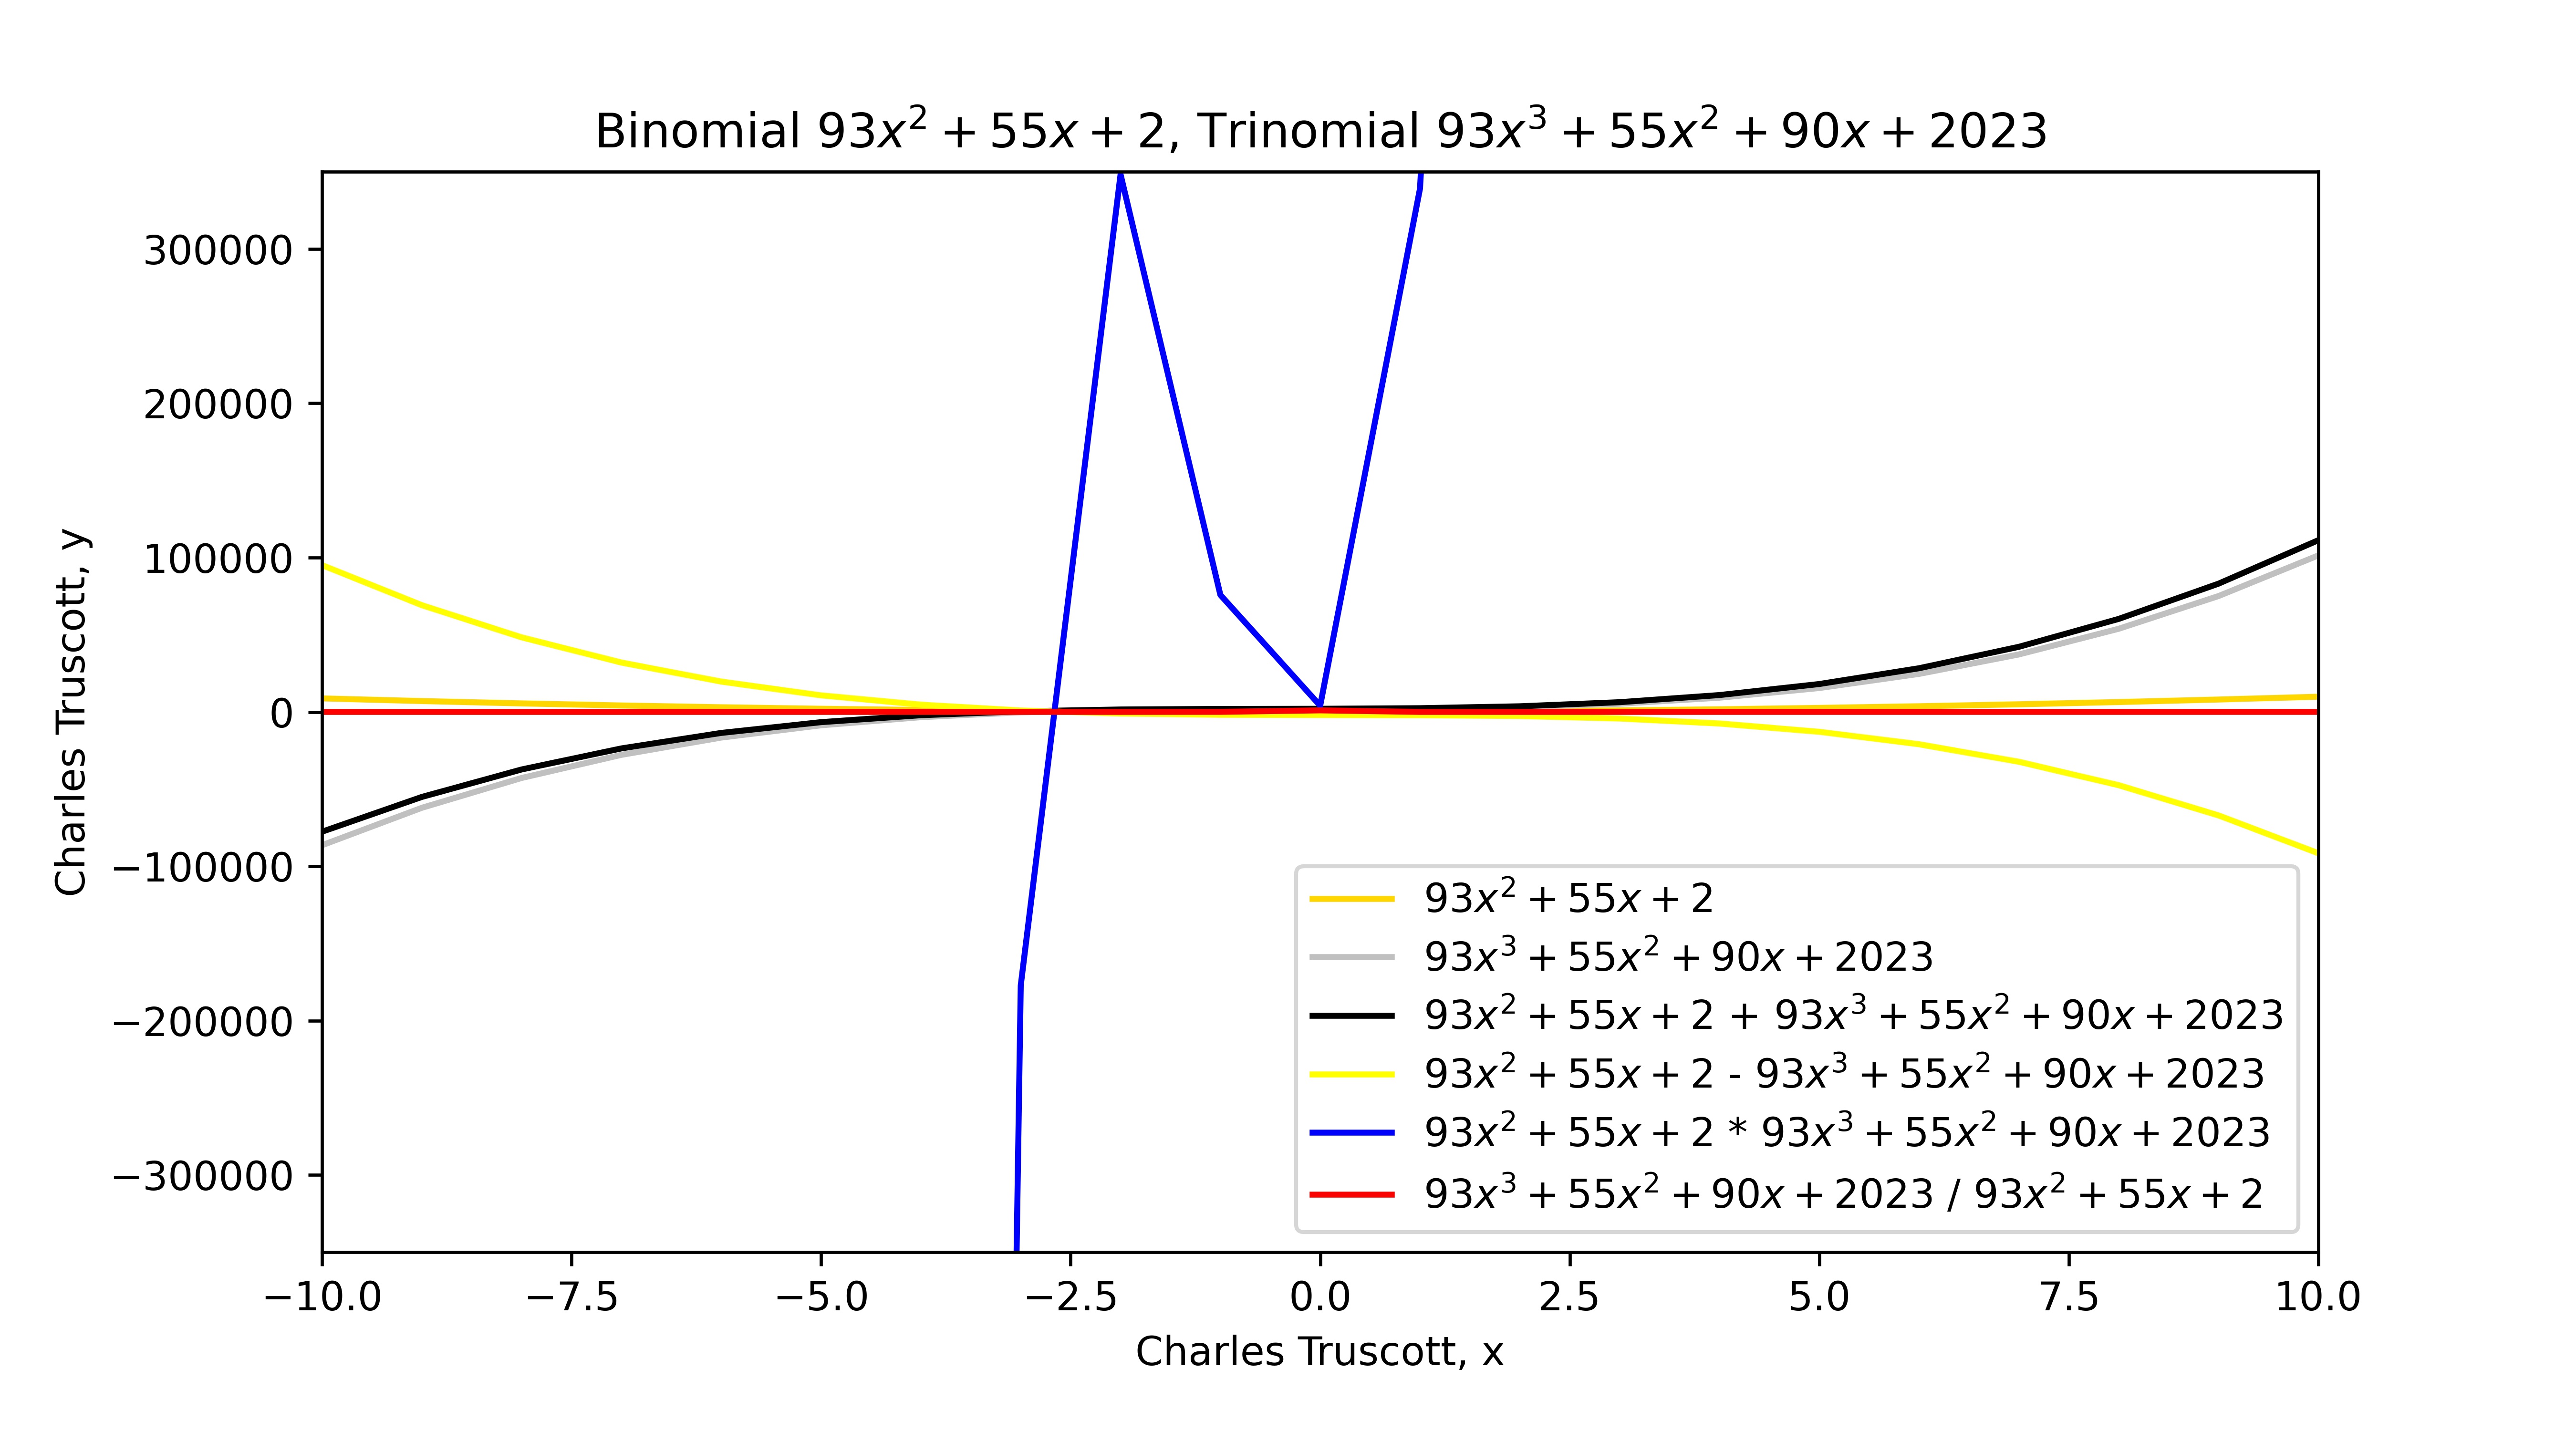 Binomial 93x² + 55x + 2, Trinomial 93x³ + 55x² + 90x + 2023
300000
200000
100000
0
−100000
−200000
−300000
Charles Truscott, y
93x² + 55x + 2
93x³ + 55x² + 90x + 2023
93x² + 55x + 2 + 93x³ + 55x² + 90x + 2023
93x² + 55x + 2 - 93x³ + 55x² + 90x + 2023
93x² + 55x + 2 * 93x³ + 55x² + 90x + 2023
93x³ + 55x² + 90x + 2023 / 93x² + 55x + 2
−10.0 −7.5 −5.0 −2.5 0.0 2.5 5.0 7.5 10.0
Charles Truscott, x